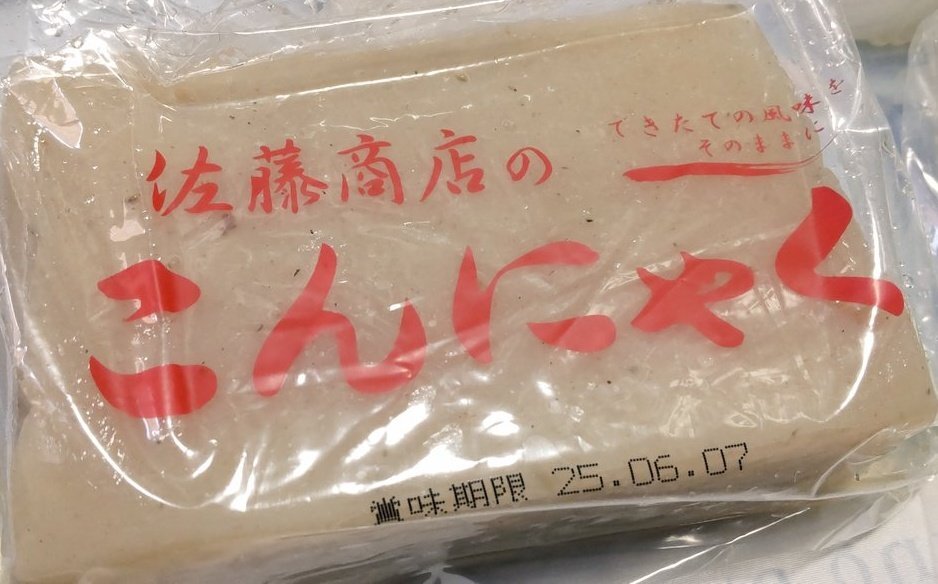 できたての風味を
そのままに
佐藤商店の
こんにゃく
賞味期限 25.06.07